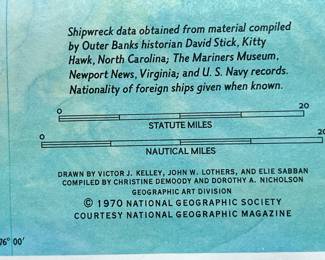 Shipwreck data obtained from material compiled
by Outer Banks historian David Stick, Kitty
Hawk, North Carolina; The Mariners Museum,
Newport News, Virginia; and U. S. Navy records.
Nationality of foreign ships given when known.
0 20
STATUTE MILES
0 20
NAUTICAL MILES
DRAWN BY VICTOR J. KELLEY, JOHN W. LOTHERS, AND ELIE SABBAN
COMPILED BY CHRISTINE DEMOODY AND DOROTHY A. NICHOLSON
GEOGRAPHIC ART DIVISION
© 1970 NATIONAL GEOGRAPHIC SOCIETY
COURTESY NATIONAL GEOGRAPHIC MAGAZINE
76° 00'